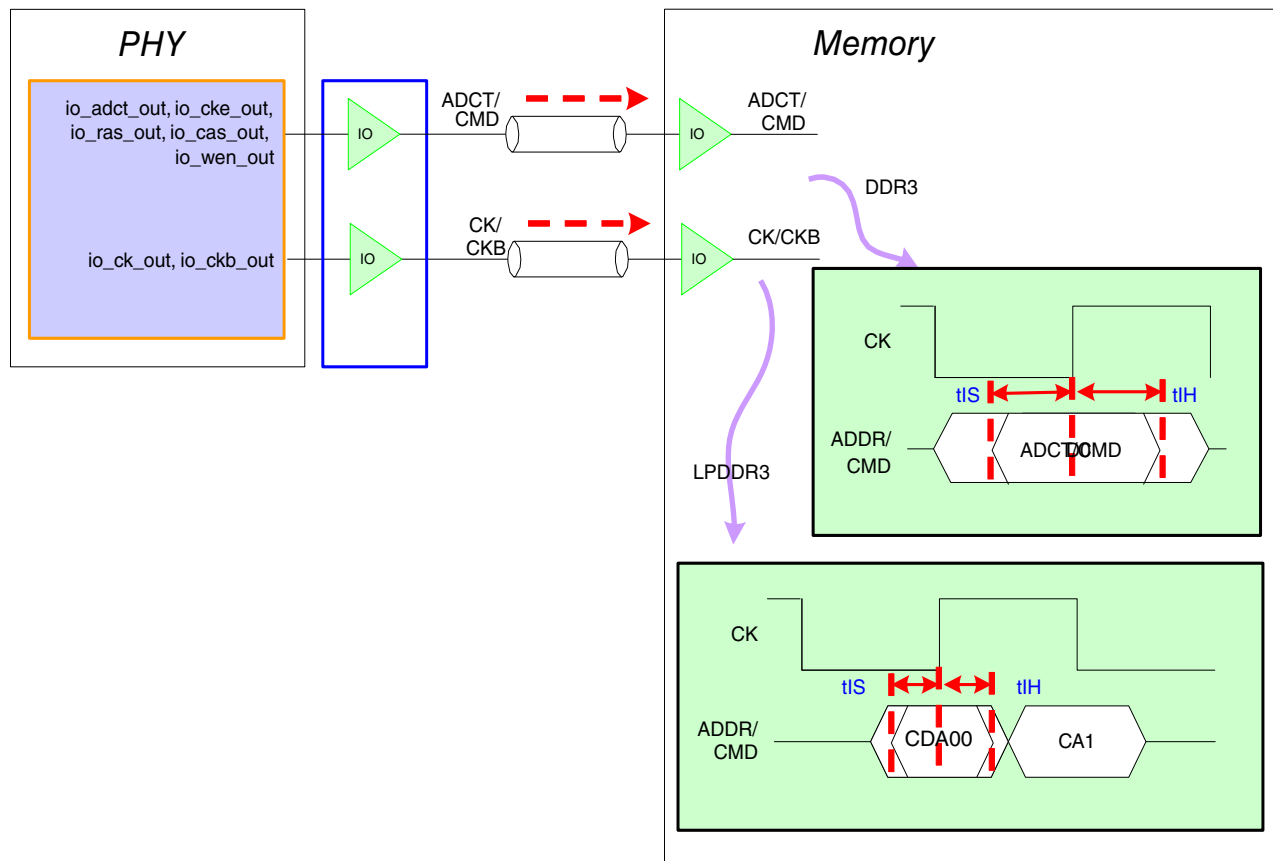 PHY
io_adct_out, io_cke_out,
io_ras_out, io_cas_out,
io_wen_out
io_ck_out, io_ckb_out
IO
IO
ADCT/
CMD
CK/
CKB
Memory
IO
IO
ADCT/
CMD
CK/CKB
DDR3
LPDDR3
CK
tIS
tIH
ADDR/
CMD
CK
tIS
tIH
ADDR/
CMD
CA1